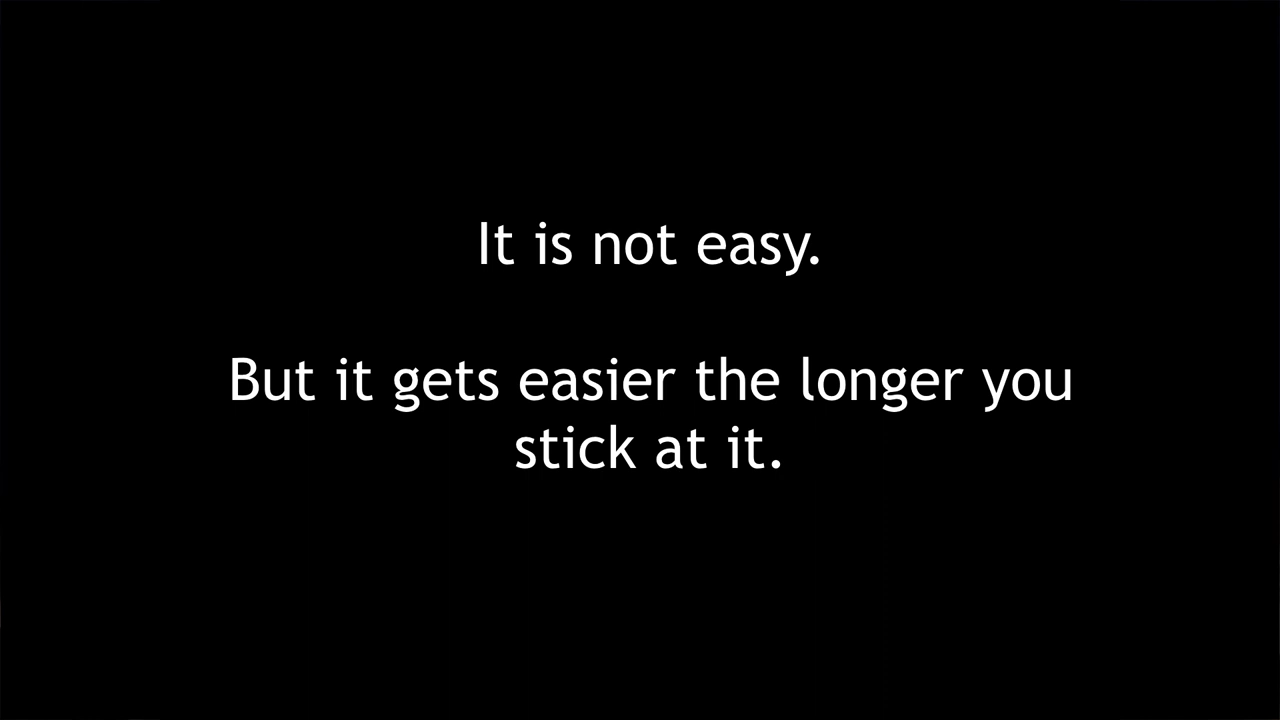 It is not easy.
But it gets easier the longer you
stick at it.